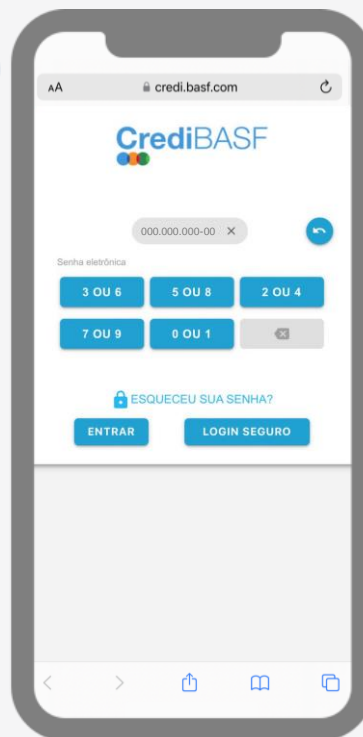 AA credi.basf.com
CrediBASF
000.000.000-00 ×
Senha eletrônica
3 OU 6 5 OU 8 2 OU 4
7 OU 9 0 OU 1
ESQUECEU SUA SENHA?
ENTRAR LOGIN SEGURO